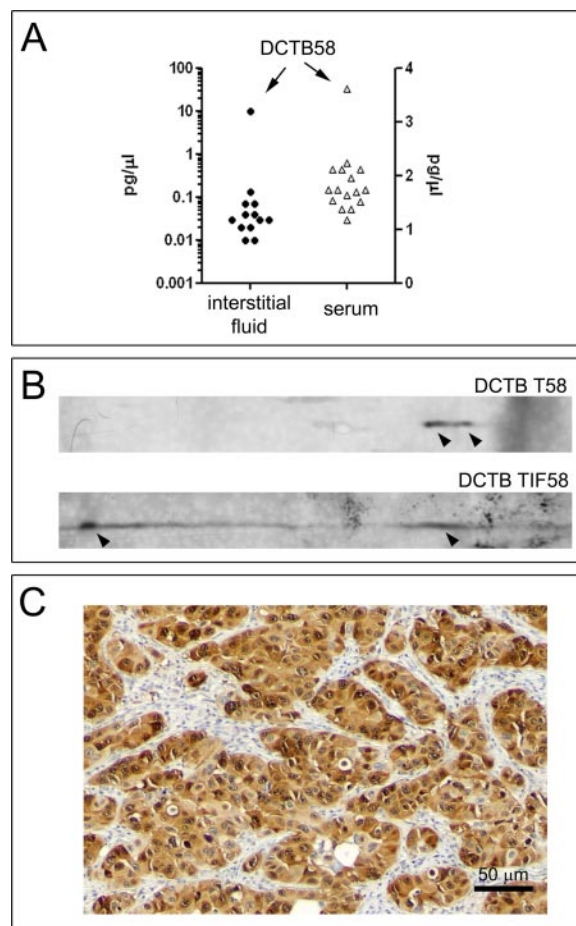 A
DCTB58
100
10
1
0.1
0.01
0.001
pg/µl
4
3
2
1
0
pg/µl
interstitial
fluid
serum
B
DCTB T58
DCTB TIF58
C
50 µm